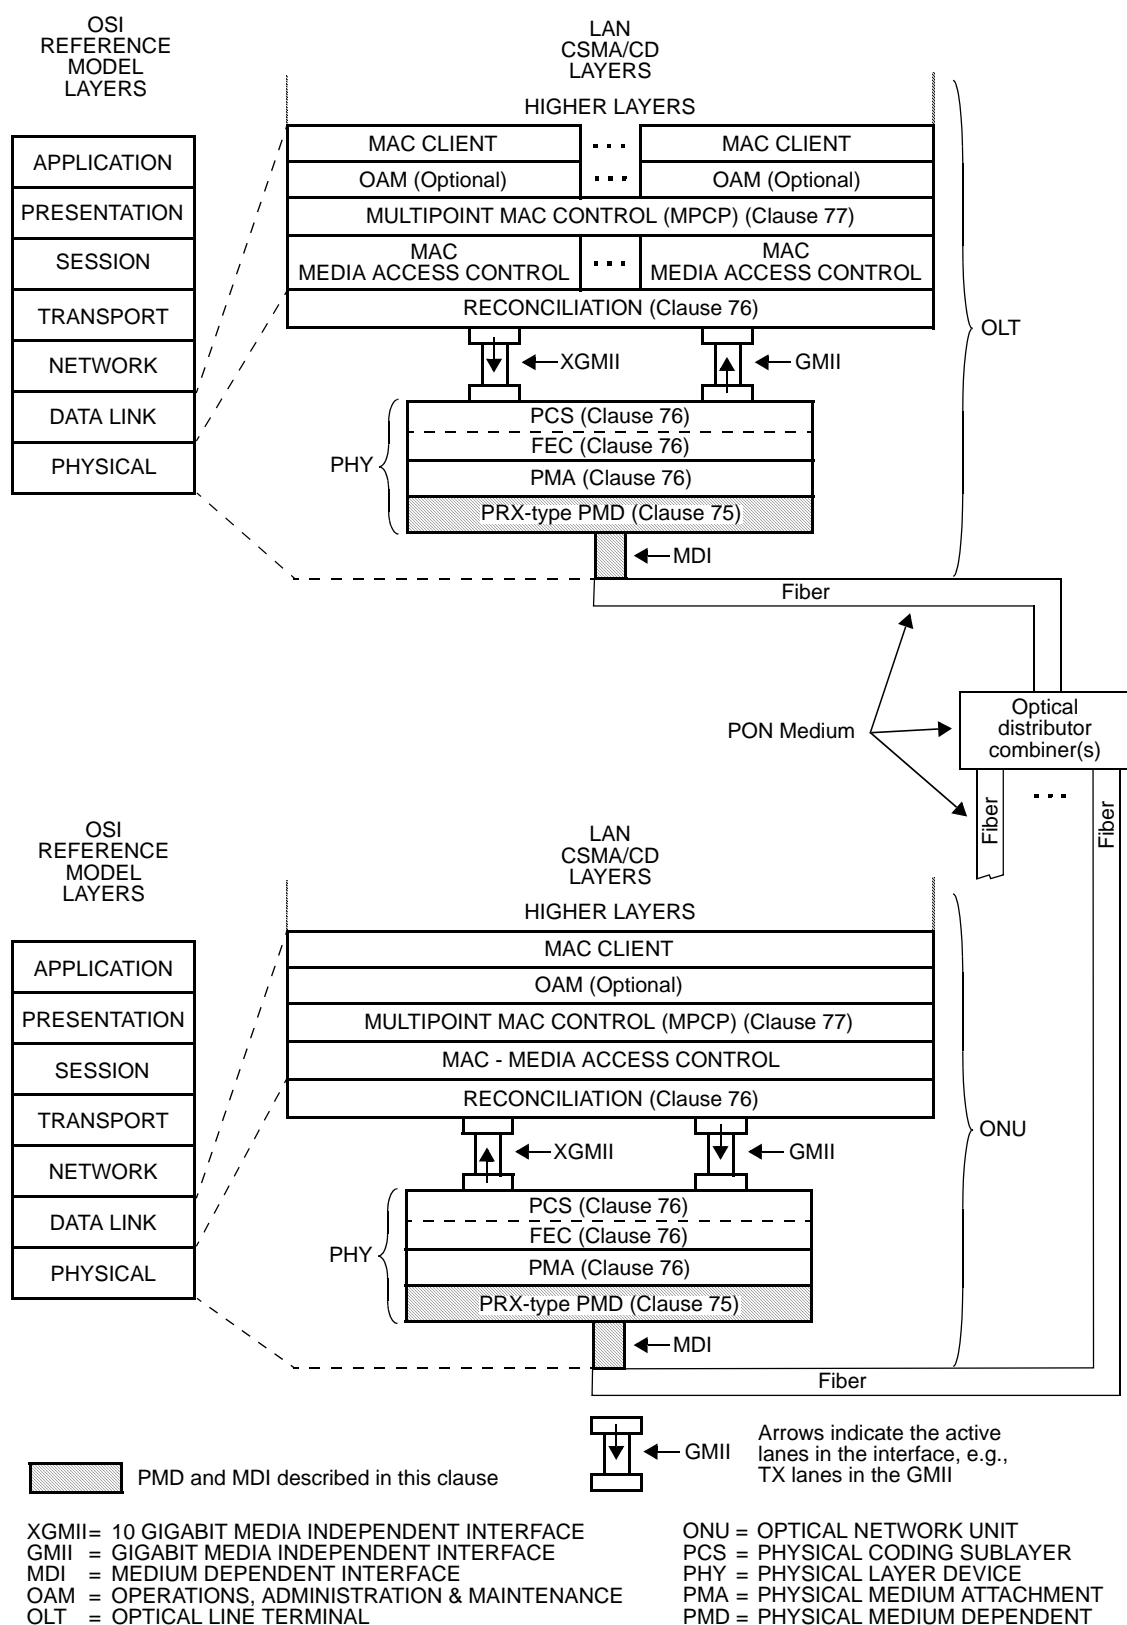 OSI
REFERENCE
MODEL
LAYERS
LAN
CSMA/CD
LAYERS
HIGHER LAYERS
APPLICATION
PRESENTATION
SESSION
TRANSPORT
NETWORK
DATA LINK
PHYSICAL
MAC CLIENT
...
MAC CLIENT
OAM (Optional)
...
OAM (Optional)
MULTIPOINT MAC CONTROL (MPCP) (Clause 77)
MAC
MEDIA ACCESS CONTROL
...
MAC
MEDIA ACCESS CONTROL
RECONCILIATION (Clause 76)
OLT
XGMII
GMII
PHY
PCS (Clause 76)
FEC (Clause 76)
PMA (Clause 76)
PRX-type PMD (Clause 75)
MDI
Fiber
PON Medium
Optical
distributor
combiner(s)
Fiber
...
Fiber
OSI
REFERENCE
MODEL
LAYERS
LAN
CSMA/CD
LAYERS
HIGHER LAYERS
APPLICATION
PRESENTATION
SESSION
TRANSPORT
NETWORK
DATA LINK
PHYSICAL
MAC CLIENT
OAM (Optional)
MULTIPOINT MAC CONTROL (MPCP) (Clause 77)
MAC - MEDIA ACCESS CONTROL
RECONCILIATION (Clause 76)
ONU
XGMII
GMII
PHY
PCS (Clause 76)
FEC (Clause 76)
PMA (Clause 76)
PRX-type PMD (Clause 75)
MDI
Fiber
PMD and MDI described in this clause
GMII
Arrows indicate the active
lanes in the interface, e.g.,
TX lanes in the GMII
XGMII= 10 GIGABIT MEDIA INDEPENDENT INTERFACE
GMII = GIGABIT MEDIA INDEPENDENT INTERFACE
MDI = MEDIUM DEPENDENT INTERFACE
OAM = OPERATIONS, ADMINISTRATION & MAINTENANCE
OLT = OPTICAL LINE TERMINAL
ONU = OPTICAL NETWORK UNIT
PCS = PHYSICAL CODING SUBLAYER
PHY = PHYSICAL LAYER DEVICE
PMA = PHYSICAL MEDIUM ATTACHMENT
PMD = PHYSICAL MEDIUM DEPENDENT